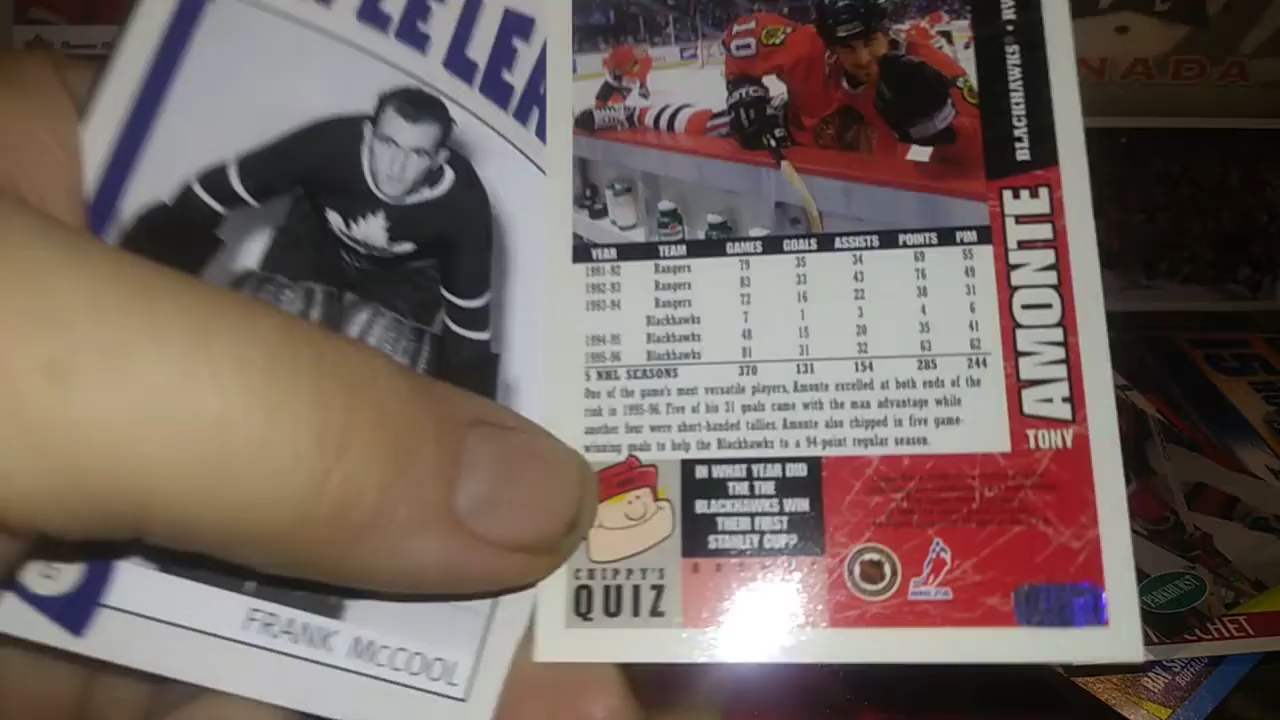 LE LEA
FRANK McCOOL
BLACKHAWKS • RW
TONY AMONTE
YEAR TEAM GAMES GOALS ASSISTS POINTS PIM
1991-92 Rangers 79 35 34 69 55
1992-93 Rangers 83 33 43 76 49
1993-94 Rangers 72 16 22 38 31
Blackhawks 7 1 3 4 6
1994-95 Blackhawks 48 15 20 35 41
1995-96 Blackhawks 81 31 32 63 62
5 NHL SEASONS 370 131 154 285 244
One of the game's most versatile players, Amonte excelled at both ends of the
rink in 1995-96. Five of his 31 goals came with the man advantage while
another four were short-handed tallies. Amonte also chipped in five game-
winning goals to help the Blackhawks to a 94-point regular season.
CHIPPY'S
QUIZ
IN WHAT YEAR DID
THE THE
BLACKHAWKS WIN
THEIR FIRST
STANLEY CUP?
NHLPA
NADA
PARKHURST
CHET
BUFFALO